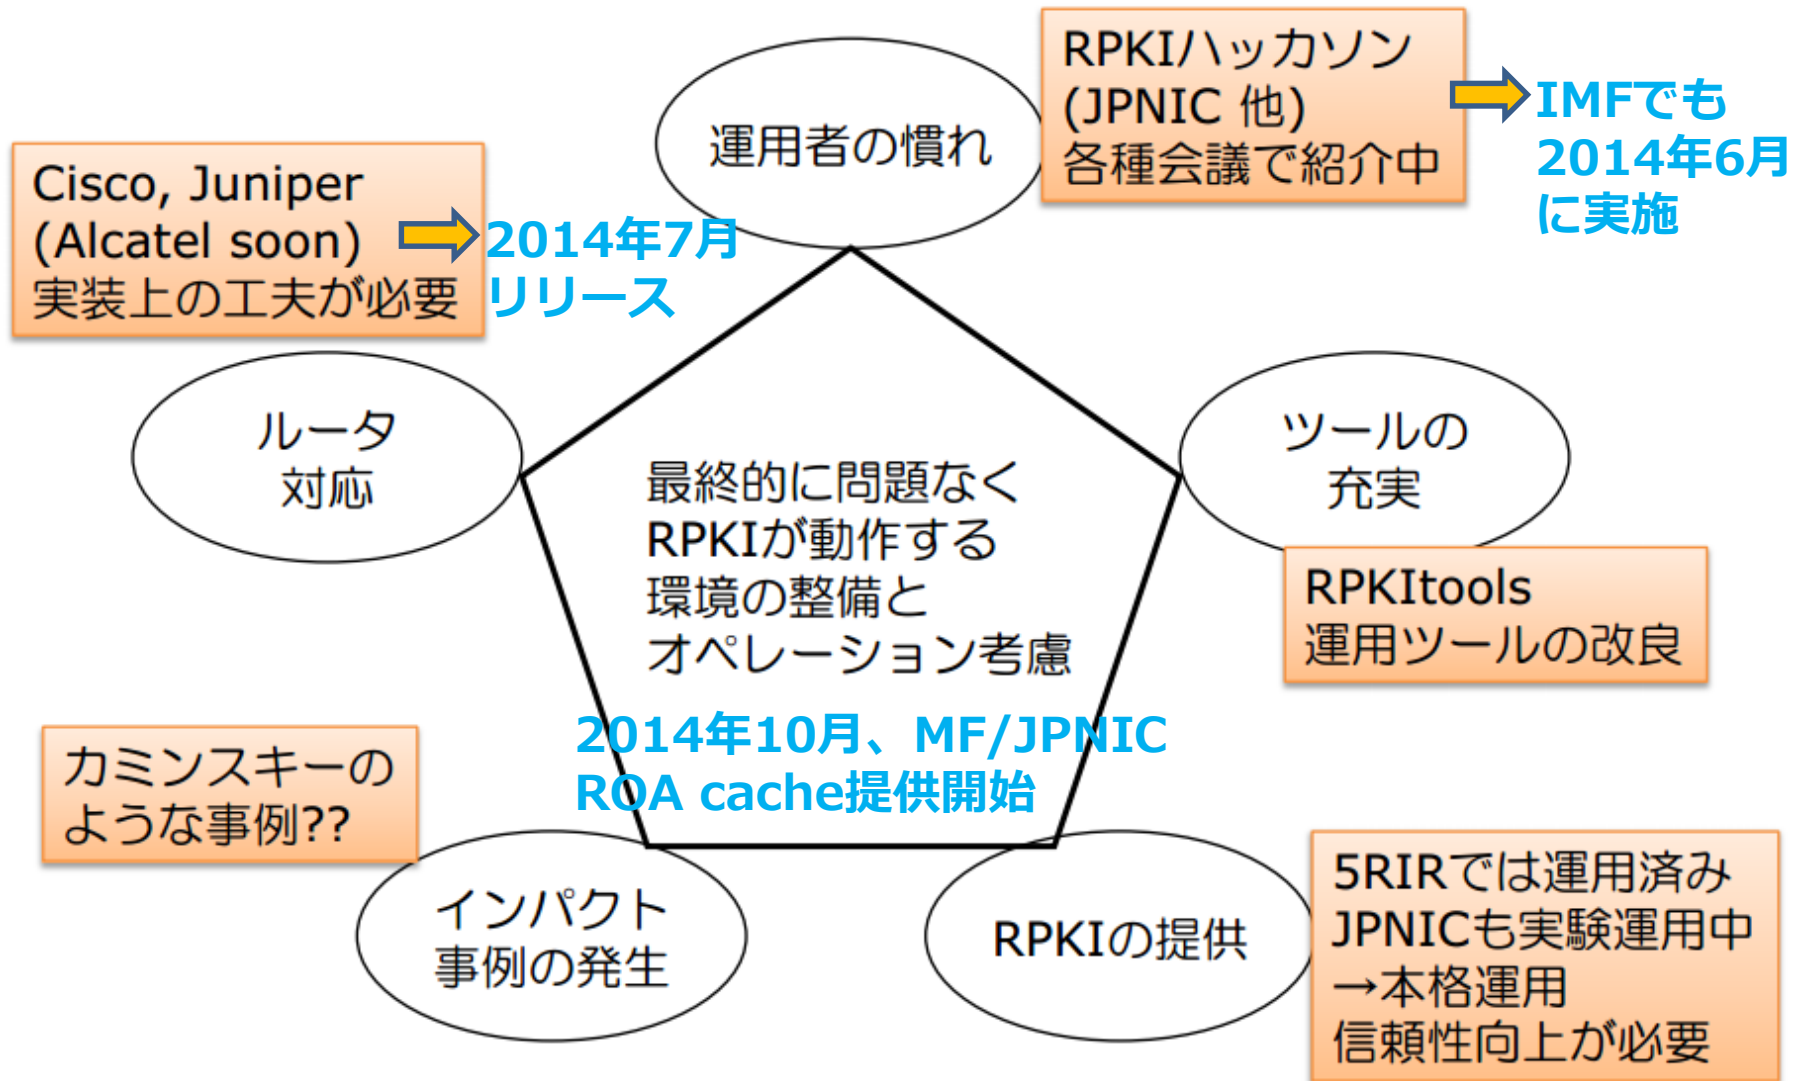 RPKIハッカソン
(JPNIC 他)
各種会議で紹介中
IMFでも
2014年6月
に実施
運用者の慣れ
Cisco, Juniper
(Alcatel soon)
実装上の工夫が必要
2014年7月
リリース
ルータ
対応
ツールの
充実
最終的に問題なく
RPKIが動作する
環境の整備と
オペレーション考慮
RPKItools
運用ツールの改良
2014年10月、MF/JPNIC
ROA cache提供開始
カミンスキーの
ような事例??
インパクト
事例の発生
RPKIの提供
5RIRでは運用済み
JPNICも実験運用中
→本格運用
信頼性向上が必要